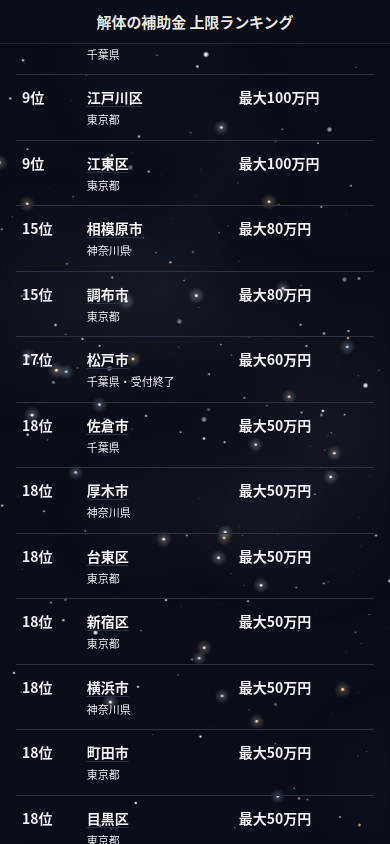 解体の補助金 上限ランキング
千葉県
9位 江戸川区 最大100万円
東京都
9位 江東区 最大100万円
東京都
15位 相模原市 最大80万円
神奈川県
15位 調布市 最大80万円
東京都
17位 松戸市 最大60万円
千葉県・受付終了
18位 佐倉市 最大50万円
千葉県
18位 厚木市 最大50万円
神奈川県
18位 台東区 最大50万円
東京都
18位 新宿区 最大50万円
東京都
18位 横浜市 最大50万円
神奈川県
18位 町田市 最大50万円
東京都
18位 目黒区 最大50万円
東京都